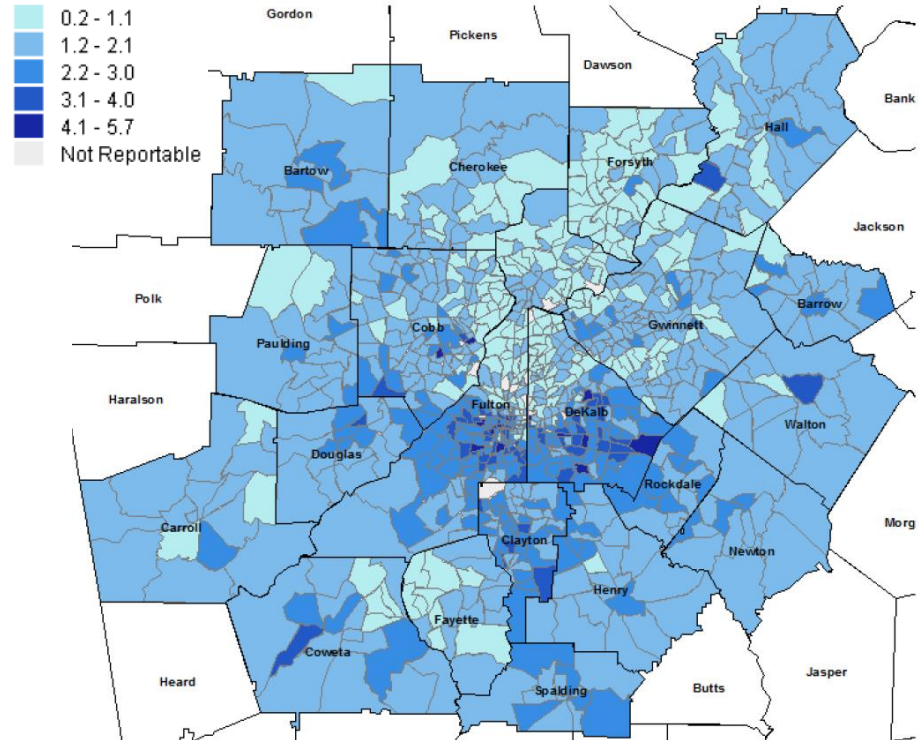 0.2 - 1.1
1.2 - 2.1
2.2 - 3.0
3.1 - 4.0
4.1 - 5.7
Not Reportable
Gordon
Pickens
Dawson
Bank
Hall
Bartow
Cherokee
Forsyth
Jackson
Polk
Barrow
Cobb
Gwinnett
Paulding
Haralson
Fulton
DeKalb
Walton
Douglas
Rockdale
Carroll
Morg
Clayton
Newton
Henry
Fayette
Coweta
Heard
Jasper
Spalding
Butts